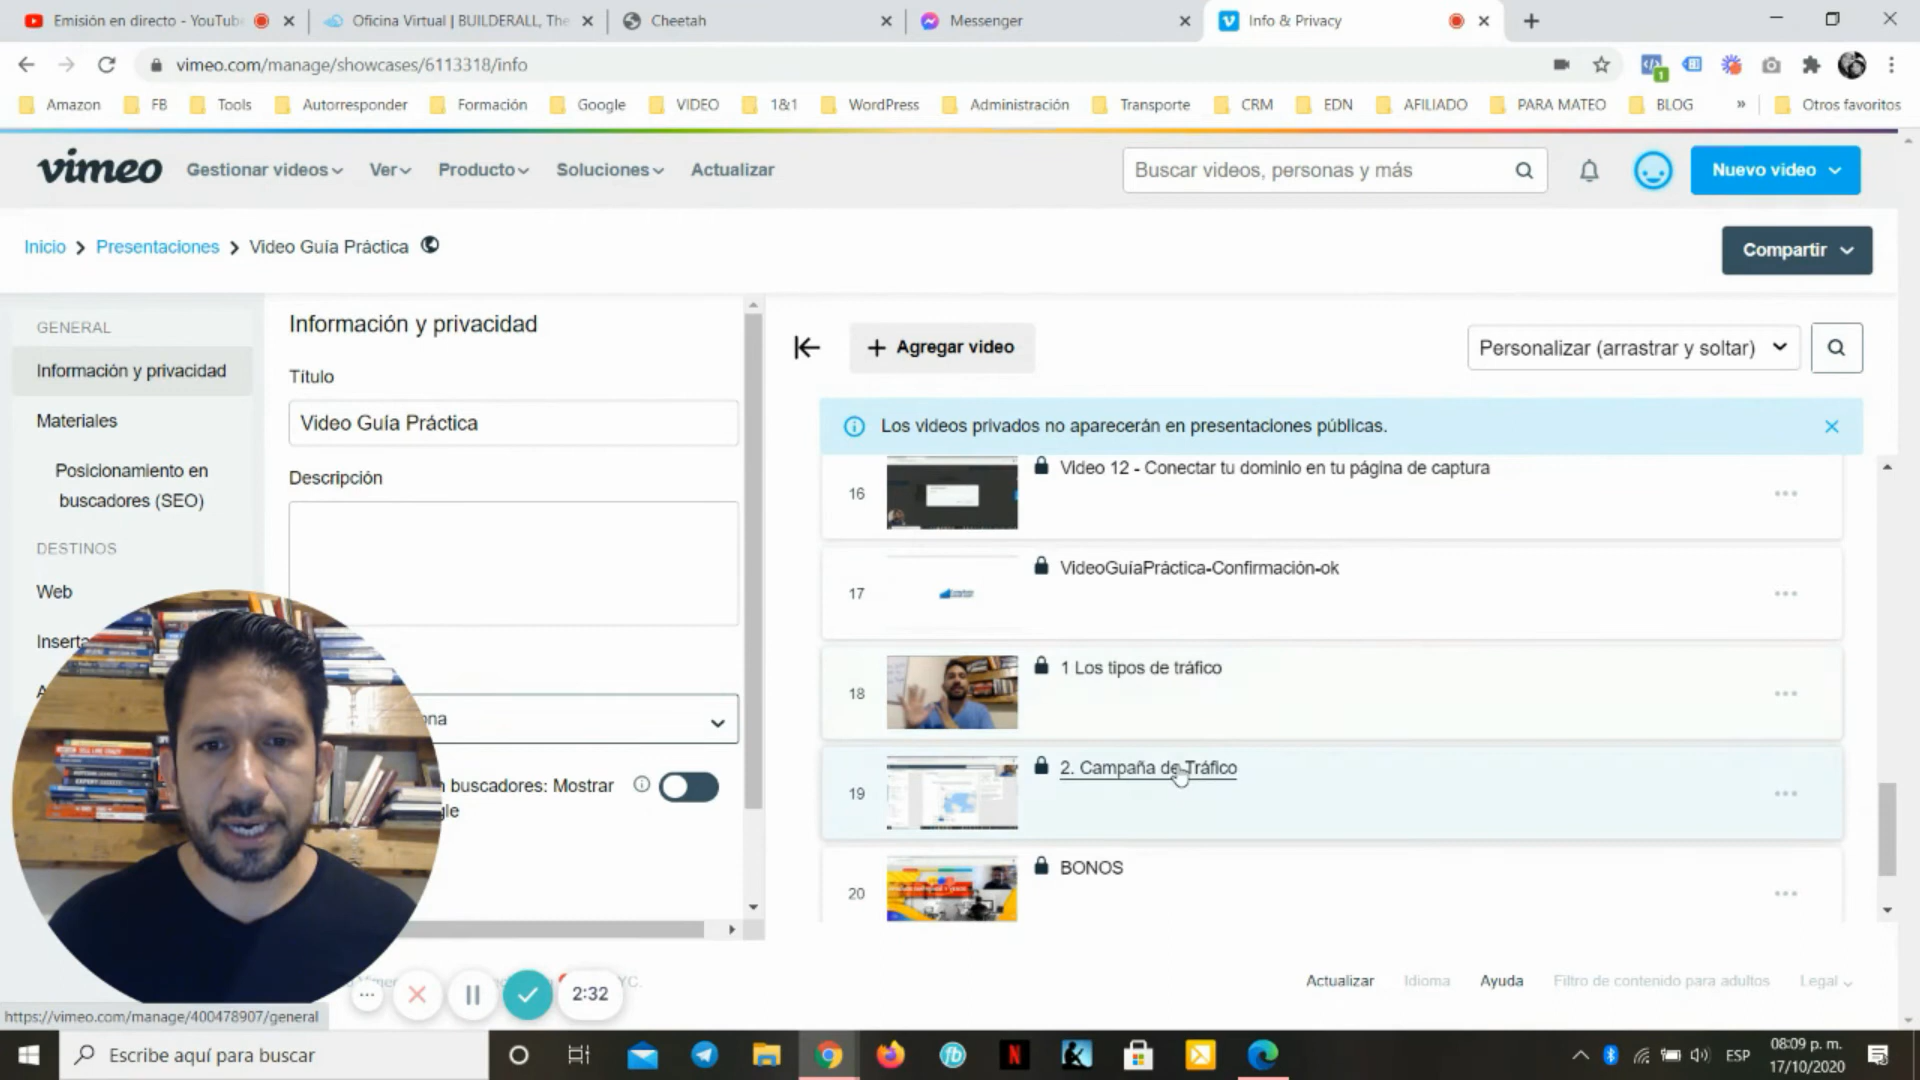 Emisión en directo - YouTub
Oficina Virtual | BUILDERALL, The
Cheetah
Messenger
Info & Privacy
vimeo.com/manage/showcases/6113318/info
1
Amazon
FB
Tools
Autorresponder
Formación
Google
VIDEO
1&1
WordPress
Administración
Transporte
CRM
EDN
AFILIADO
PARA MATEO
BLOG
»
Otros favoritos
vimeo
Gestionar videos
Ver
Producto
Soluciones
Actualizar
Buscar videos, personas y más
Nuevo video
Inicio > Presentaciones > Video Guía Práctica
Compartir
GENERAL
Información y privacidad
Materiales
Posicionamiento en
buscadores (SEO)
DESTINOS
Web
Inserta
Información y privacidad
Título
Video Guía Práctica
Descripción
ona
buscadores: Mostrar
gle
+ Agregar video
Personalizar (arrastrar y soltar)
Los videos privados no aparecerán en presentaciones públicas.
16
Video 12 - Conectar tu dominio en tu página de captura
17
VideoGuíaPráctica-Confirmación-ok
18
1 Los tipos de tráfico
19
2. Campaña de Tráfico
20
BONOS
2:32
YC.
Actualizar
Idioma
Ayuda
Filtro de contenido para adultos
Legal
https://vimeo.com/manage/400478907/general
Escribe aquí para buscar
ESP
08:09 p. m.
17/10/2020